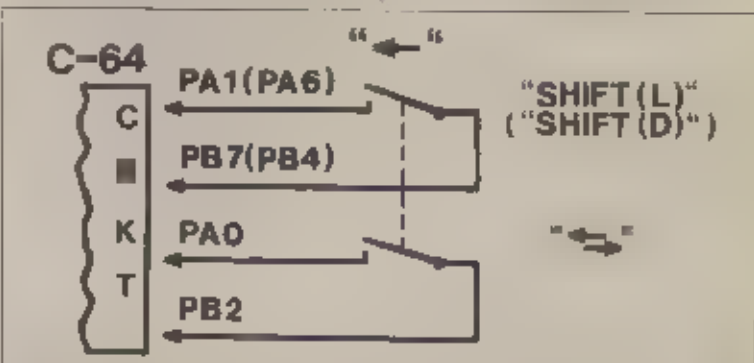 “ ← “
C-64
PA1(PA6)
“SHIFT(L)“
(“SHIFT(D)“)
C
PB7(PB4)
K
PA0
" ⇆ "
T
PB2